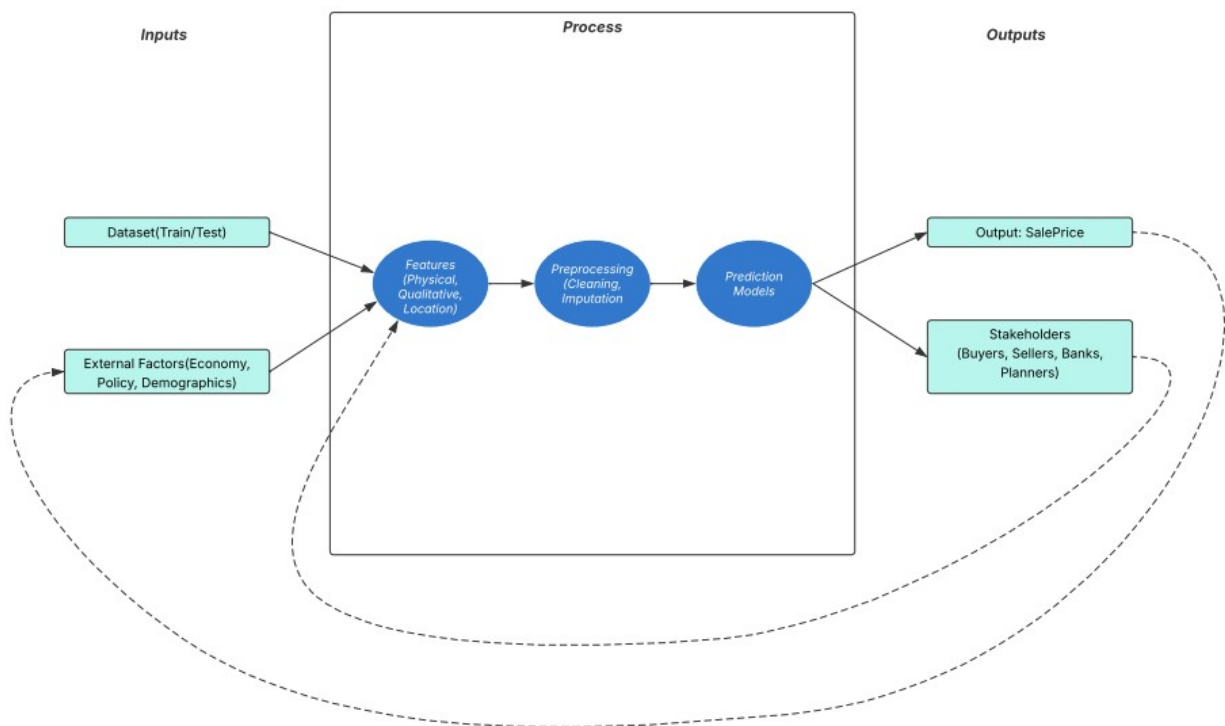 Inputs
Process
Outputs
Dataset(Train/Test)
External Factors(Economy,
Policy, Demographics)
Features
(Physical,
Qualitative,
Location)
Preprocessing
(Cleaning,
Imputation
Prediction
Models
Output: SalePrice
Stakeholders
(Buyers, Sellers, Banks,
Planners)